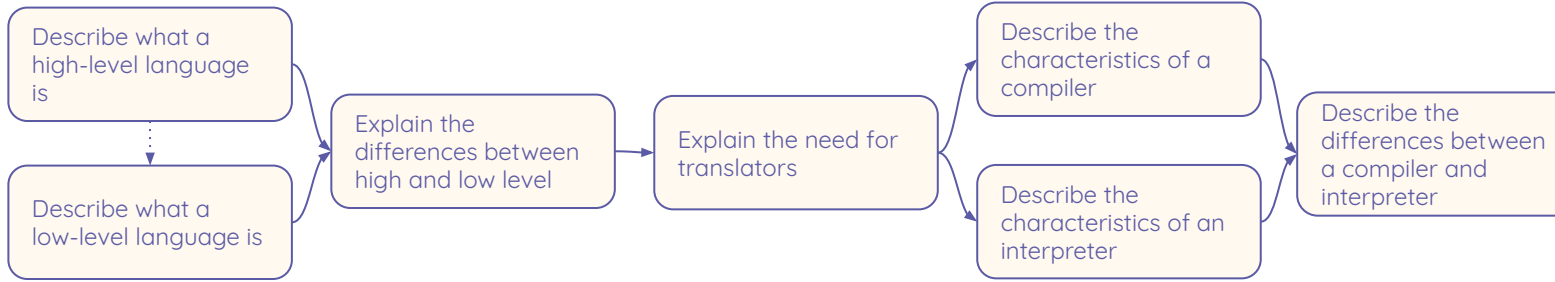 Describe what a
high-level language
is
Describe what a
low-level language is
Explain the
differences between
high and low level
Explain the need for
translators
Describe the
characteristics of a
compiler
Describe the
characteristics of an
interpreter
Describe the
differences between
a compiler and
interpreter